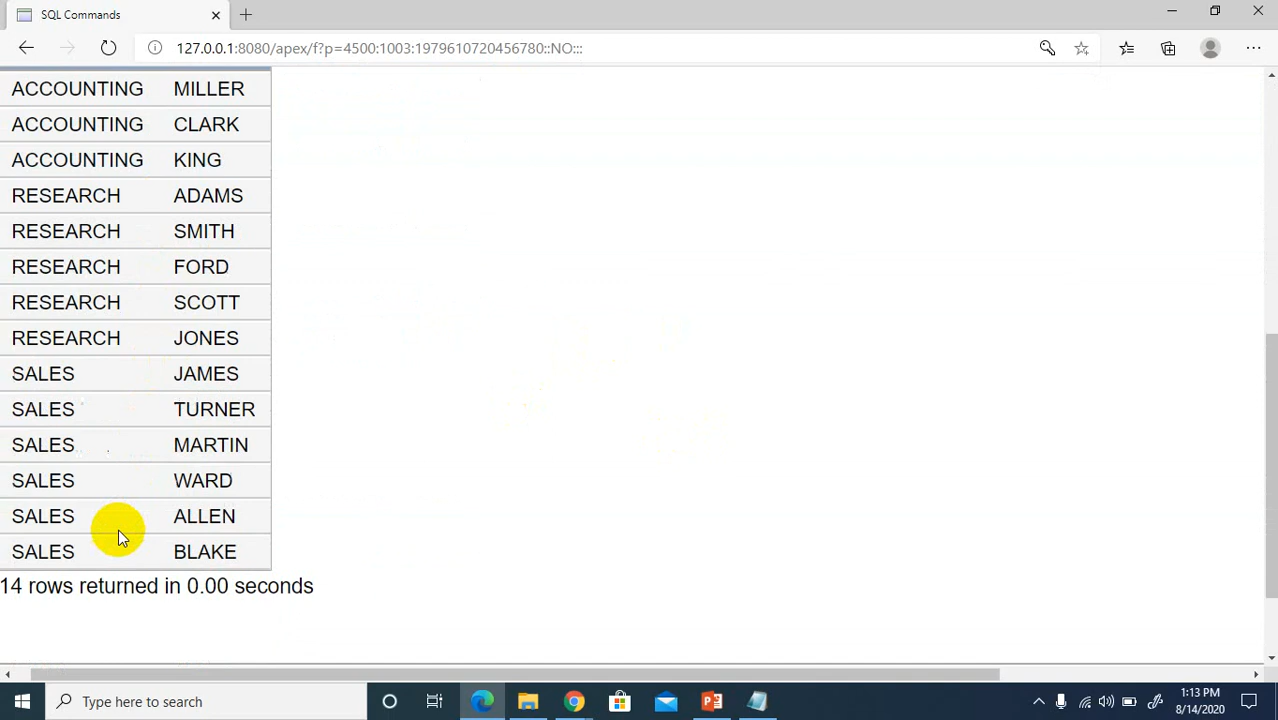 SQL Commands
127.0.0.1:8080/apex/f?p=4500:1003:1979610720456780::NO:::
ACCOUNTING MILLER
ACCOUNTING CLARK
ACCOUNTING KING
RESEARCH ADAMS
RESEARCH SMITH
RESEARCH FORD
RESEARCH SCOTT
RESEARCH JONES
SALES JAMES
SALES TURNER
SALES MARTIN
SALES WARD
SALES ALLEN
SALES BLAKE
14 rows returned in 0.00 seconds
Type here to search
1:13 PM
8/14/2020